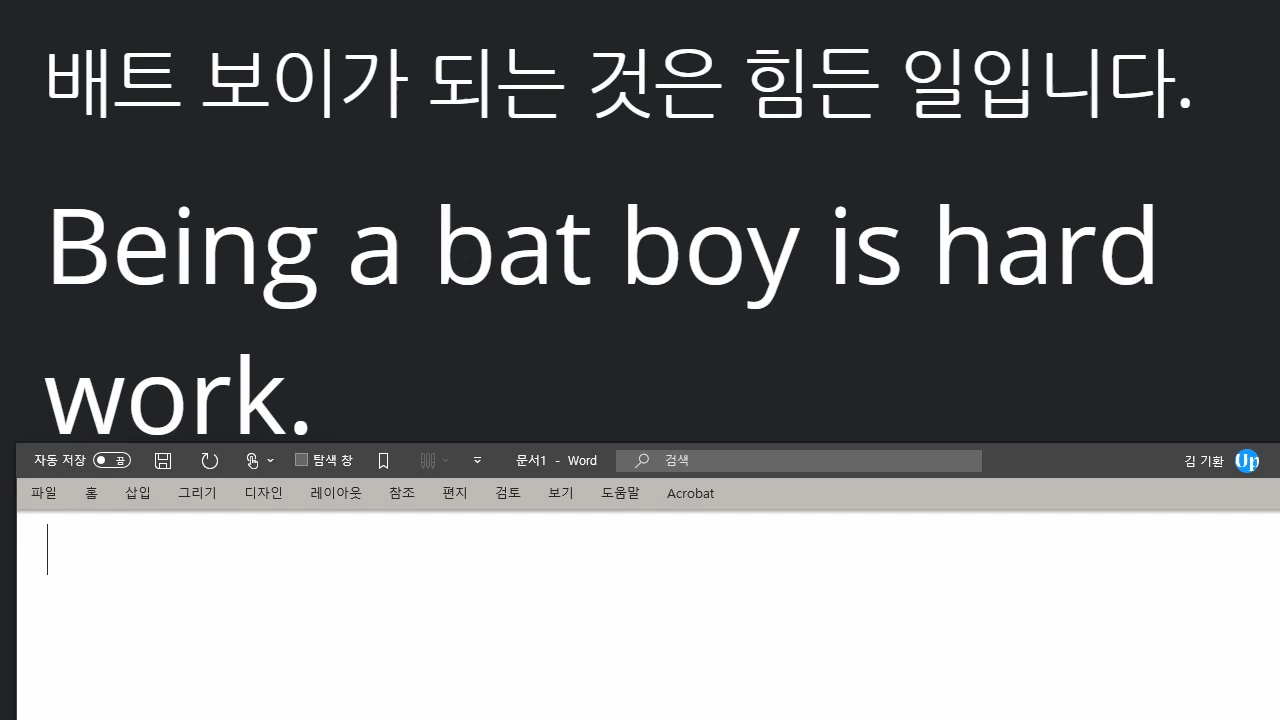 배트 보이가 되는 것은 힘든 일입니다.
Being a bat boy is hard
work.
자동 저장 끔 탐색 창 문서1 - Word 검색 김 기환 Up
파일 홈 삽입 그리기 디자인 레이아웃 참조 편지 검토 보기 도움말 Acrobat